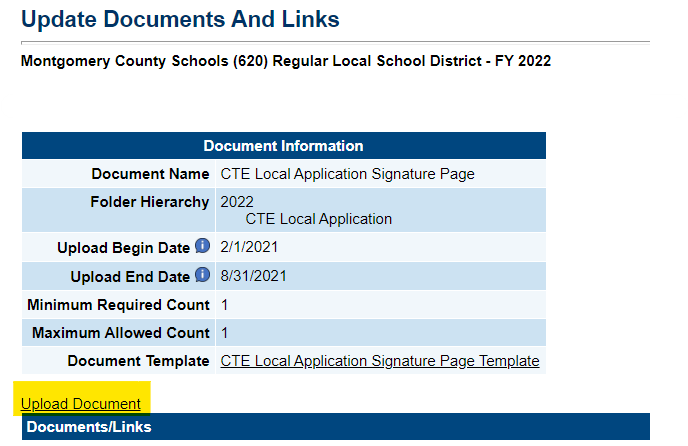 Update Documents And Links
Montgomery County Schools (620) Regular Local School District - FY 2022
Document Information
Document Name CTE Local Application Signature Page
Folder Hierarchy 2022
CTE Local Application
Upload Begin Date 2/1/2021
Upload End Date 8/31/2021
Minimum Required Count 1
Maximum Allowed Count 1
Document Template CTE Local Application Signature Page Template
Upload Document
Documents/Links